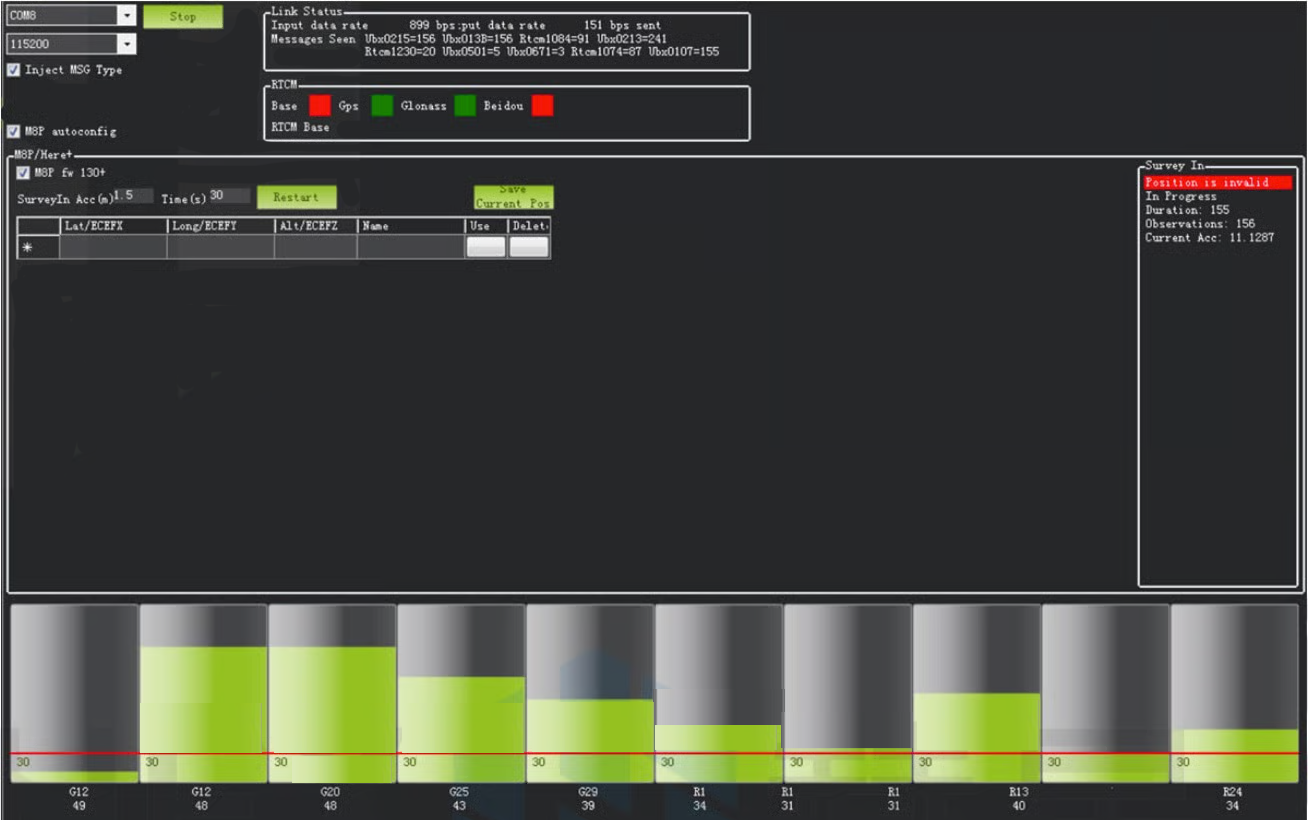 COM8
Stop
115200
Inject MSG Type
M8P autoconfig
Link Status
Input data rate 899 bps:put data rate 151 bps sent
Messages Seen Ubx0215=156 Ubx013B=156 Rtcm1084=91 Ubx0213=241
Rtcm1230=20 Ubx0501=5 Ubx0671=3 Rtcm1074=87 Ubx0107=155
RTCM
Base Gps Glonass Beidou
RTCM Base
M8P/Here+
M8P fw 130+
SurveyIn Acc(m) 1.5 Time(s) 30 Restart
Save
Current Pos
Lat/ECEFX Long/ECEFY Alt/ECEFZ Name Use Delet
Survey In
Position is invalid
In Progress
Duration: 155
Observations: 156
Current Acc: 11.1287
30 30 30 30 30 30 30 30 30 30
G12 G12 G20 G25 G29 R1 R1 R1 R13 R24
49 48 48 43 39 34 31 31 40 34